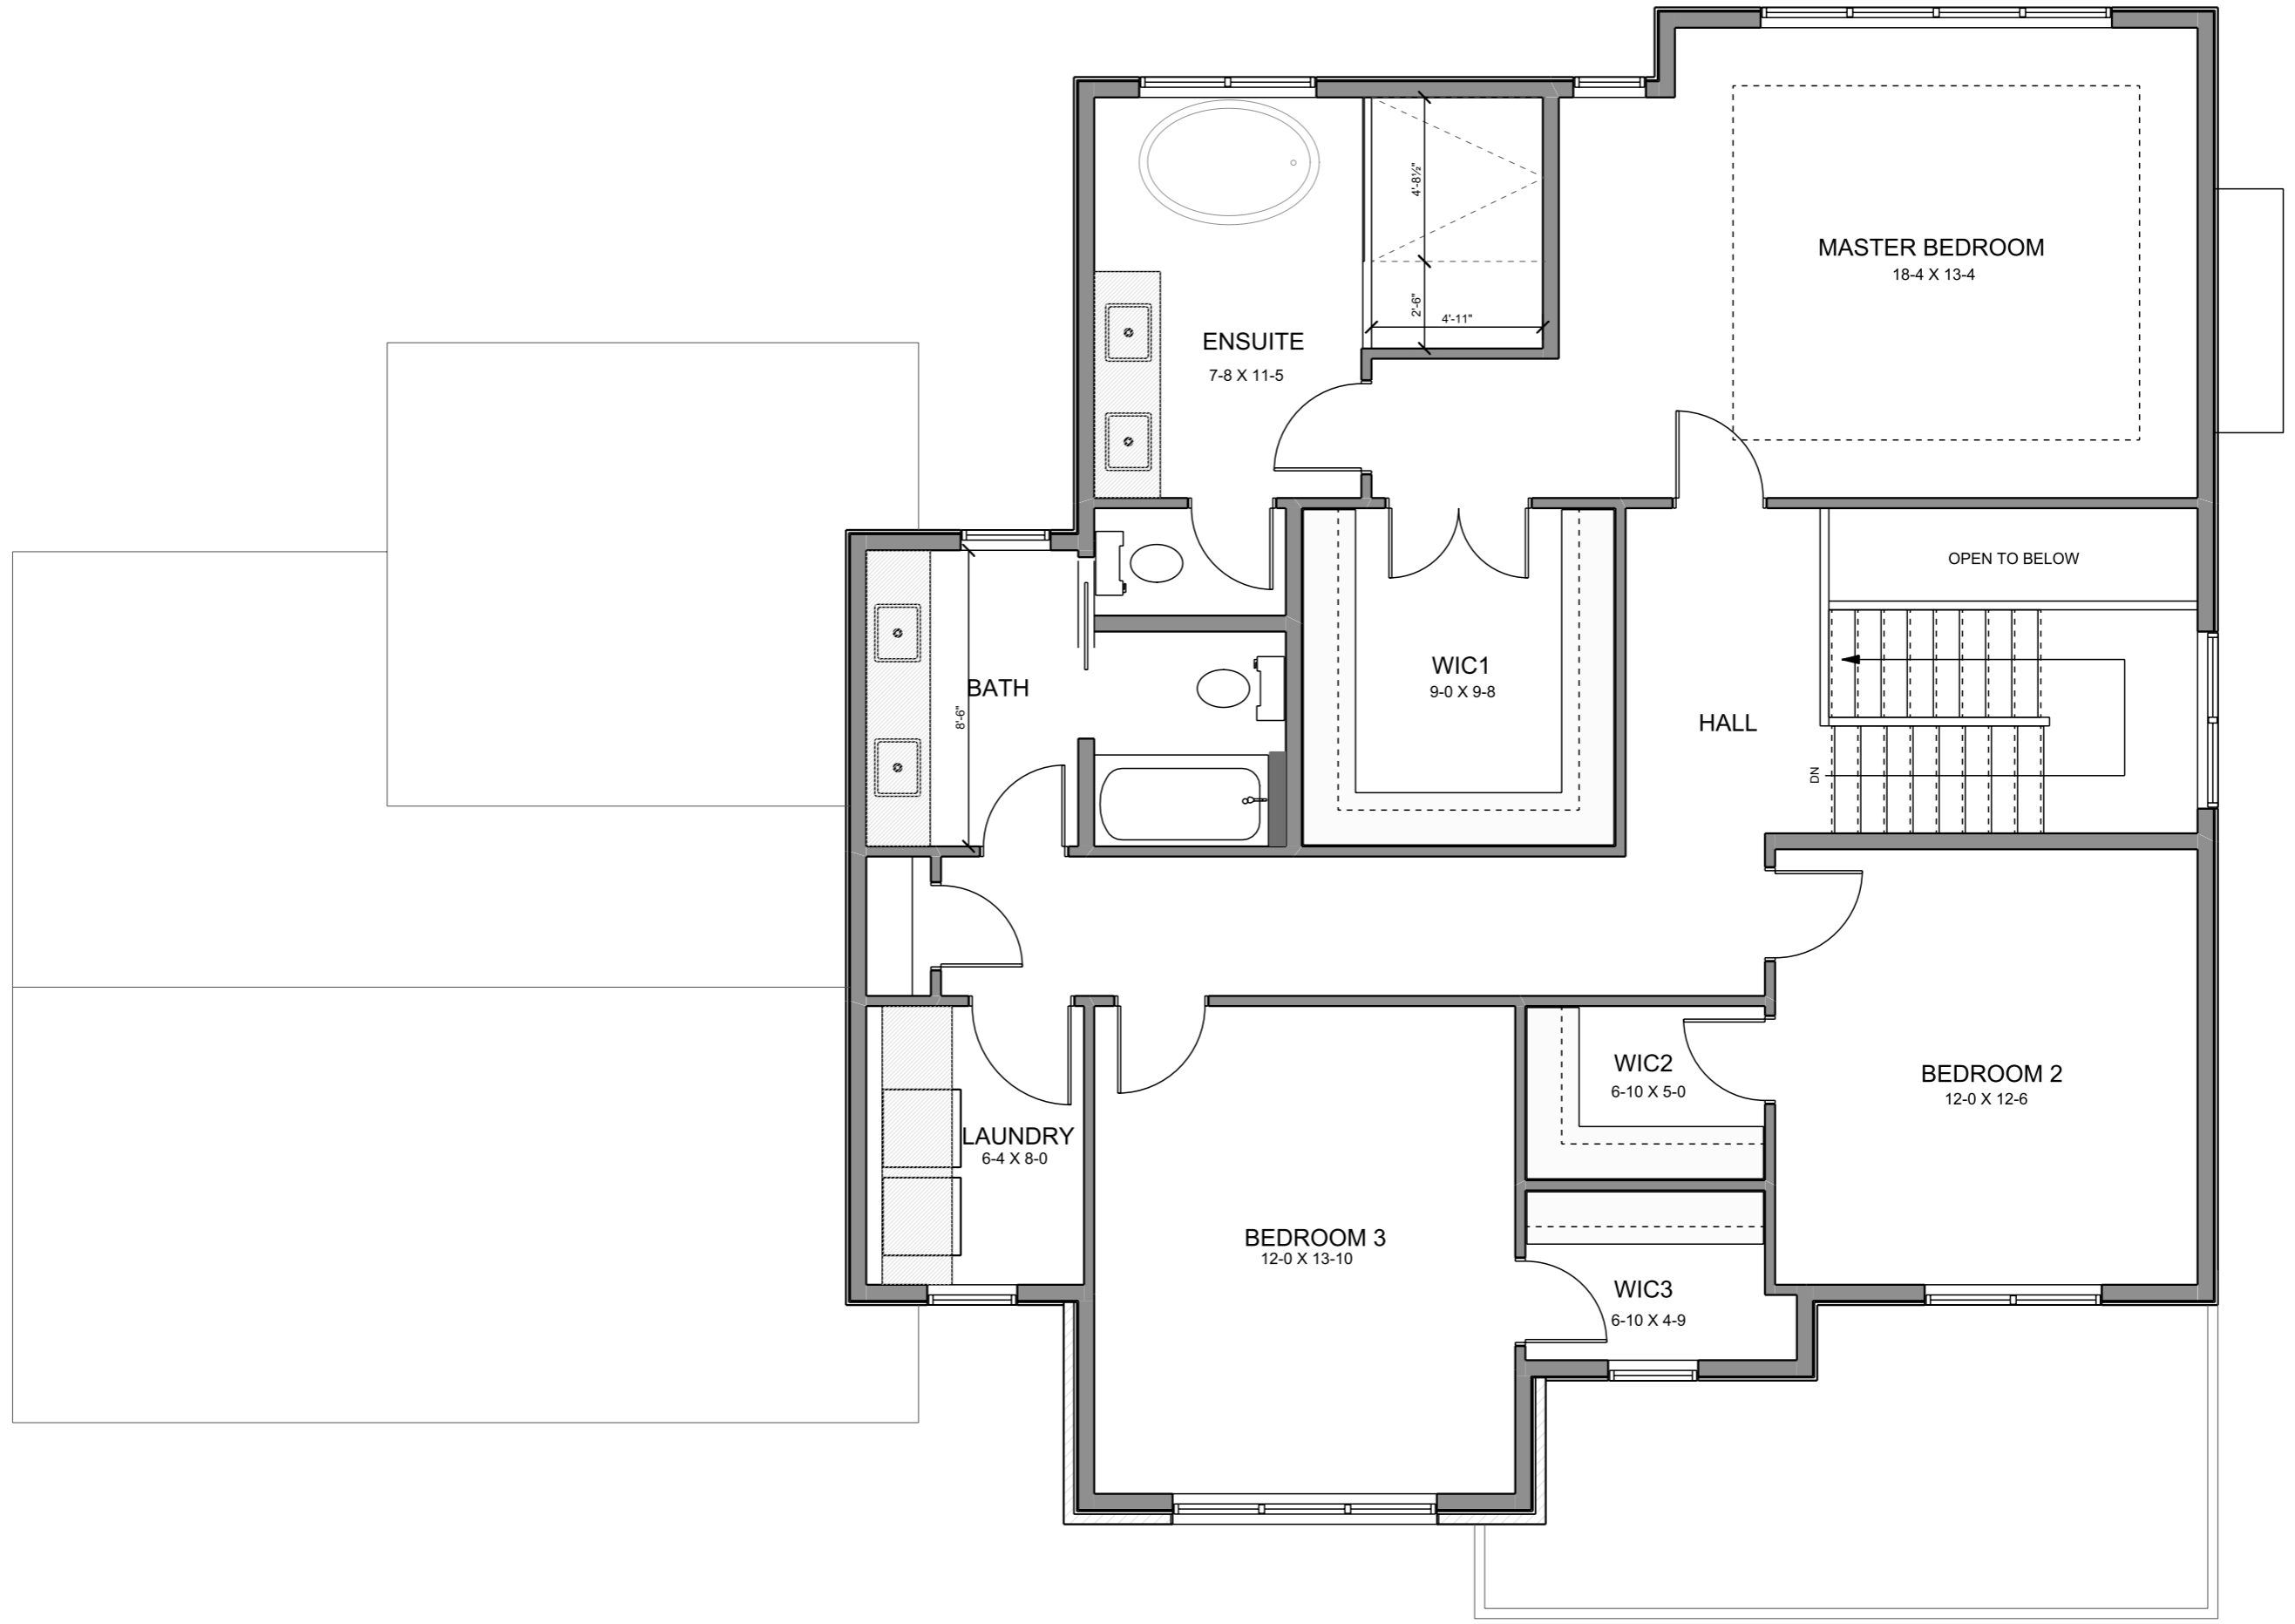 MASTER BEDROOM
18-4 X 13-4
4'-8½"
2'-6"
4'-11"
ENSUITE
7-8 X 11-5
OPEN TO BELOW
WIC1
9-0 X 9-8
BATH
8'-6"
HALL
DN
WIC2
6-10 X 5-0
BEDROOM 2
12-0 X 12-6
LAUNDRY
6-4 X 8-0
BEDROOM 3
12-0 X 13-10
WIC3
6-10 X 4-9